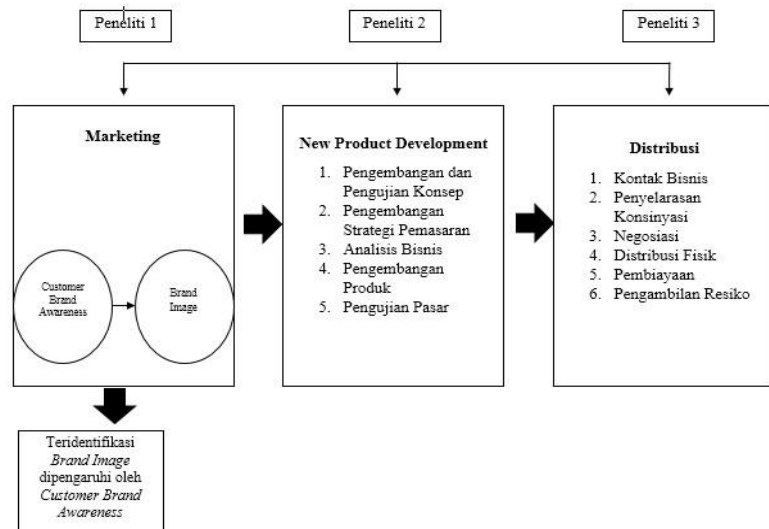 Peneliti 1
Peneliti 2
Peneliti 3
Marketing
Customer
Brand
Awareness
Brand
Image
New Product Development
1. Pengembangan dan
Pengujian Konsep
2. Pengembangan
Strategi Pemasaran
3. Analisis Bisnis
4. Pengembangan
Produk
5. Pengujian Pasar
Distribusi
1. Kontak Bisnis
2. Penyelarasan
Konsinyasi
3. Negosiasi
4. Distribusi Fisik
5. Pembiayaan
6. Pengambilan Resiko
Teridentifikasi
Brand Image
dipengaruhi oleh
Customer Brand
Awareness